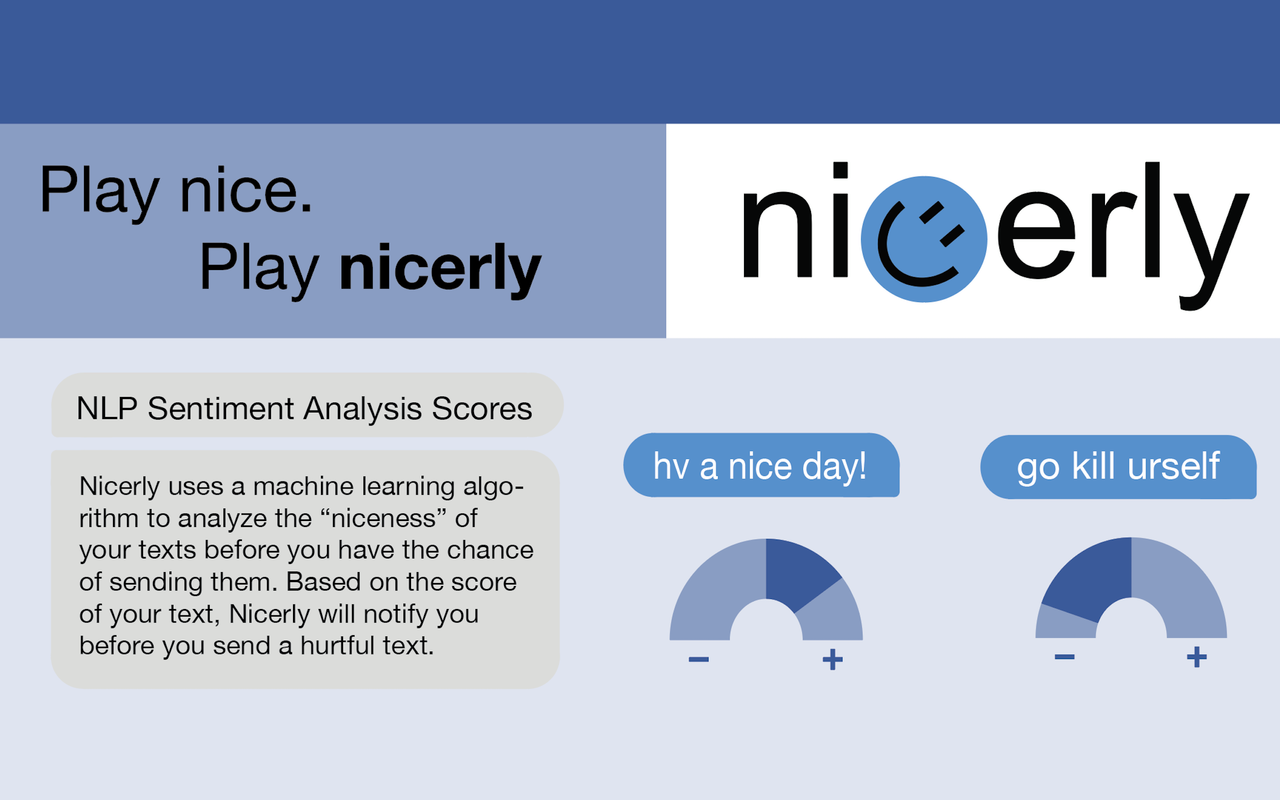 Play nice.
Play nicerly
nicerly
NLP Sentiment Analysis Scores
Nicerly uses a machine learning algo-
rithm to analyze the “niceness” of
your texts before you have the chance
of sending them. Based on the score
of your text, Nicerly will notify you
before you send a hurtful text.
hv a nice day!
− +
go kill urself
− +